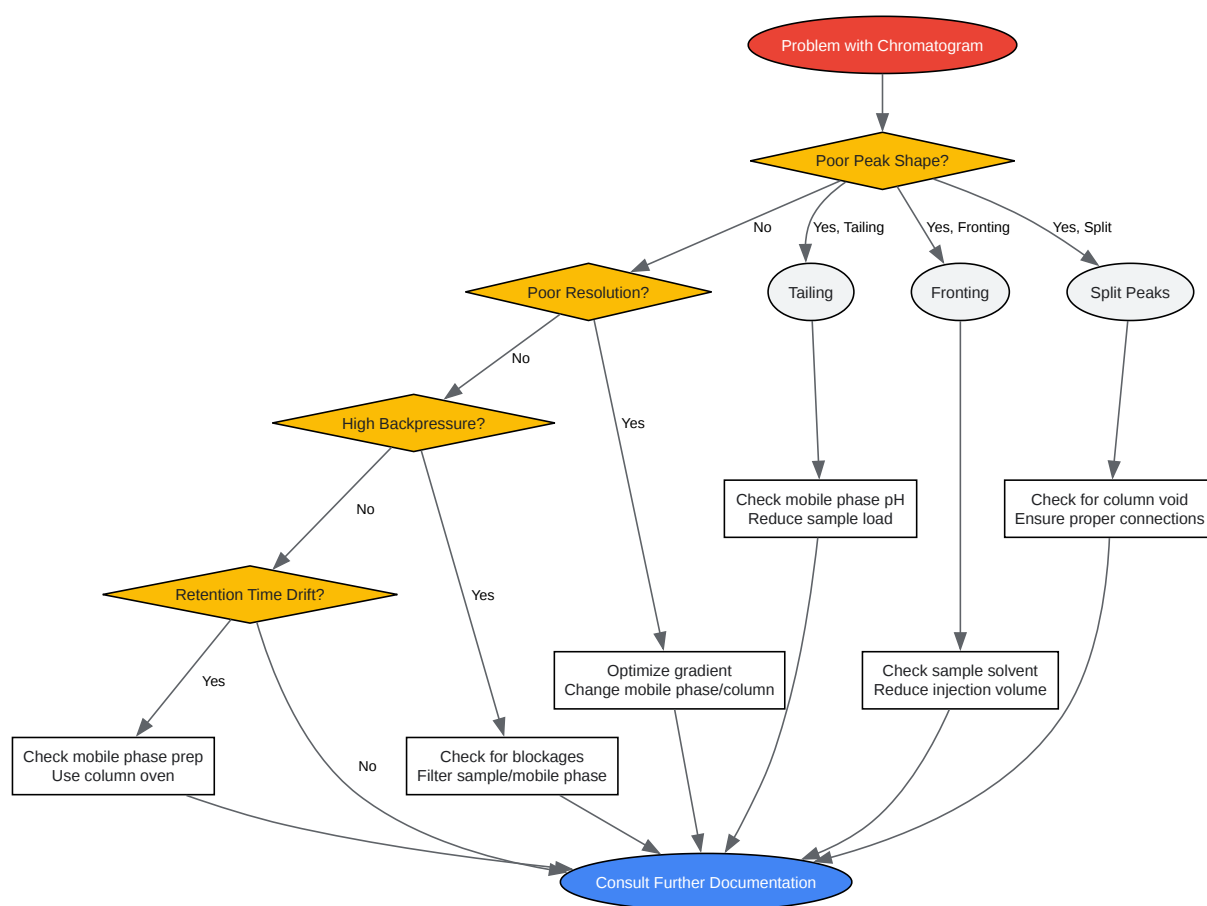 Problem with Chromatogram
Poor Peak Shape?
No
Yes, Tailing
Yes, Fronting
Yes, Split
Poor Resolution?
Tailing
Fronting
Split Peaks
No
High Backpressure?
Yes
Check mobile phase pH
Reduce sample load
Check for column void
Ensure proper connections
No
Retention Time Drift?
Yes
Optimize gradient
Change mobile phase/column
Check sample solvent
Reduce injection volume
Yes
Check mobile phase prep
Use column oven
No
Check for blockages
Filter sample/mobile phase
Consult Further Documentation